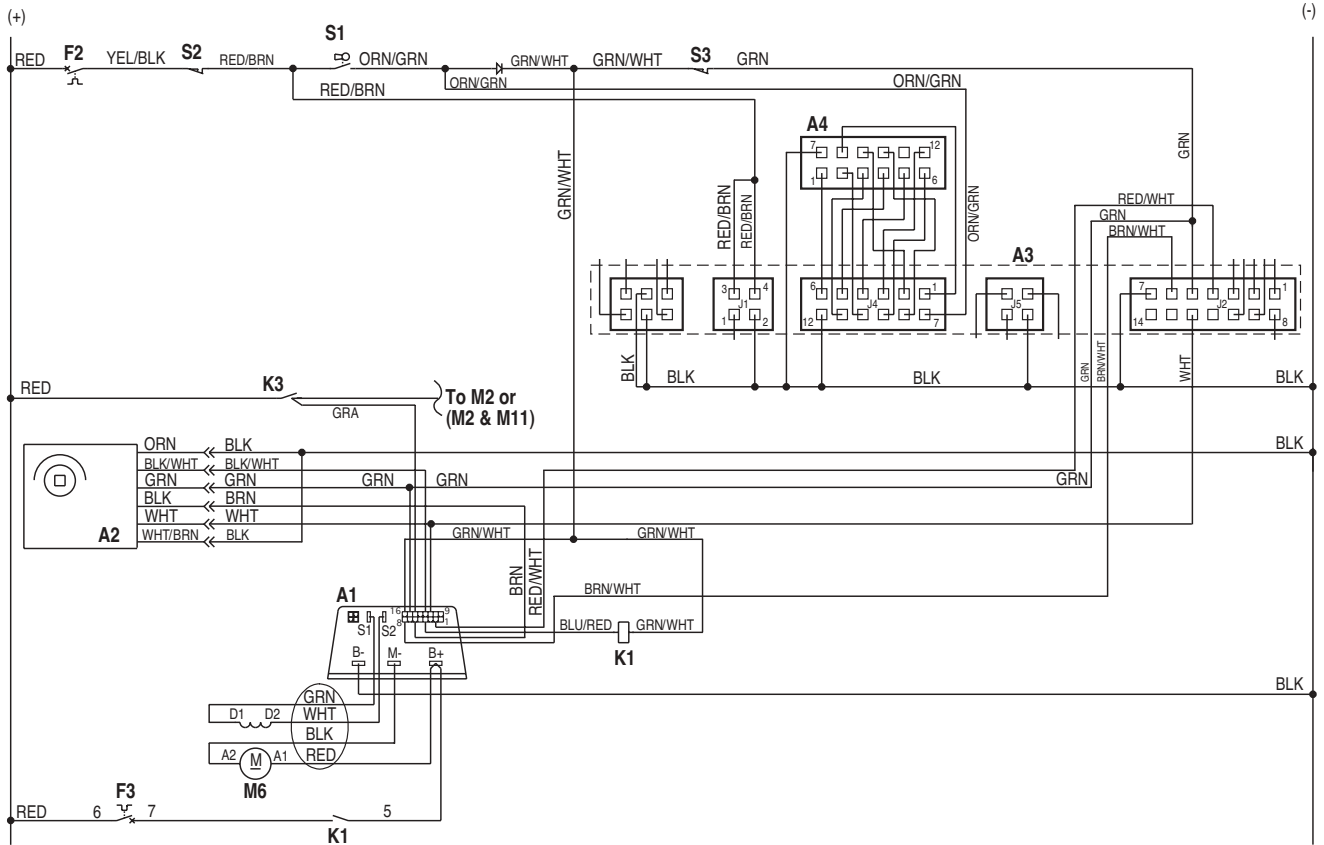 (+)
(-)
RED
F2
YEL/BLK
S2
RED/BRN
S1
ORN/GRN
GRN/WHT
GRN/WHT
S3
GRN
ORN/GRN
RED/BRN
ORN/GRN
A4
7
12
1
6
GRN/WHT
RED/BRN
RED/BRN
ORN/GRN
GRN
RED/WHT
GRN
BRN/WHT
A3
3
4
J1
1
2
6
1
J4
12
7
J5
7
1
J2
14
8
BLK
BLK
BLK
GRN
BRN/WHT
WHT
BLK
RED
K3
GRA
To M2 or
(M2 & M11)
ORN
BLK
BLK
BLK/WHT
BLK/WHT
GRN
GRN
GRN
GRN
GRN
BLK
BRN
WHT
WHT
A2
WHT/BRN
BLK
GRN/WHT
GRN/WHT
BRN
RED/WHT
BRN/WHT
A1
16
9
8
1
S1
S2
BLU/RED
GRN/WHT
K1
B-
M-
B+
BLK
GRN
D1
D2
WHT
BLK
A2
M
A1
RED
M6
F3
RED
6
7
K1
5